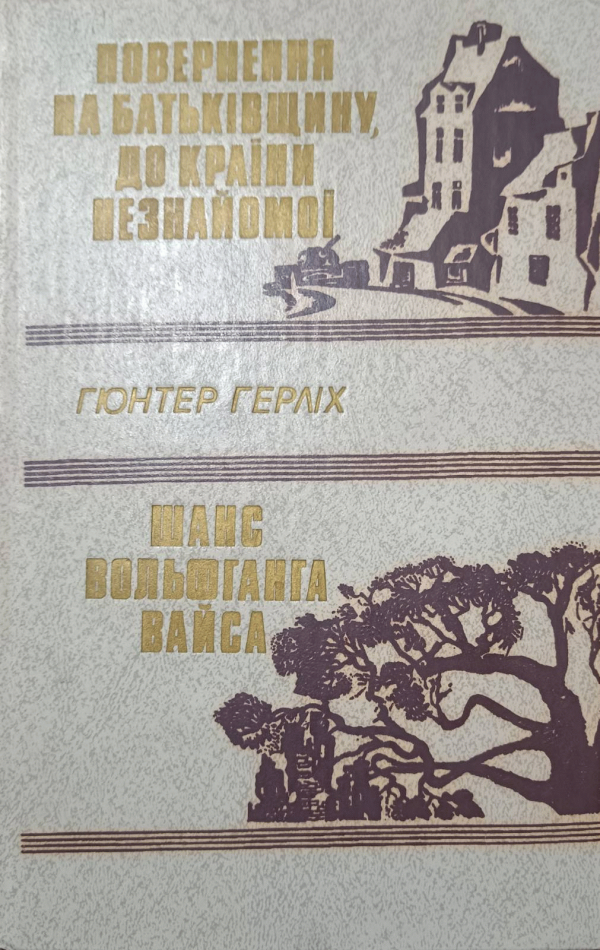 ПОВЕРНЕННЯ
НА БАТЬКІВЩИНУ,
ДО КРАЇНИ
НЕЗНАЙОМОЇ
ГЮНТЕР ГЕРЛІХ
ШАНС
ВОЛЬФГАНГА
ВАЙСА